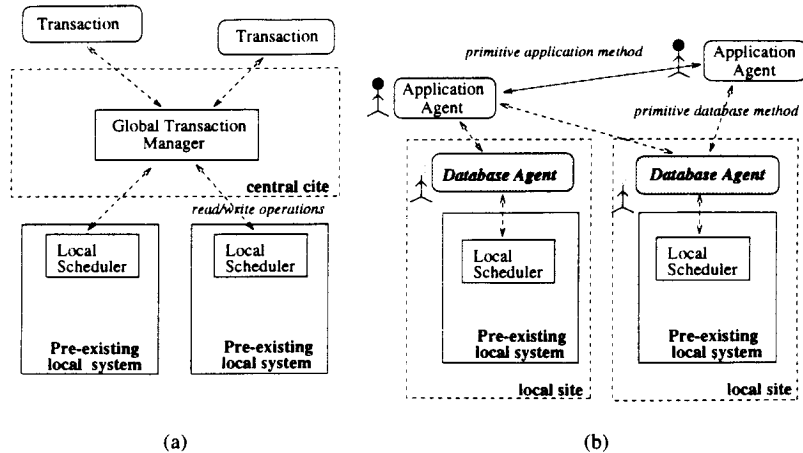 Transaction
Transaction
Global Transaction
Manager
central cite
read/write operations
Local
Scheduler
Local
Scheduler
Pre-existing
local system
Pre-existing
local system
(a)
primitive application method
Application
Agent
Application
Agent
primitive database method
Database Agent
Database Agent
Local
Scheduler
Local
Scheduler
Pre-existing
local system
Pre-existing
local system
local site
local site
(b)